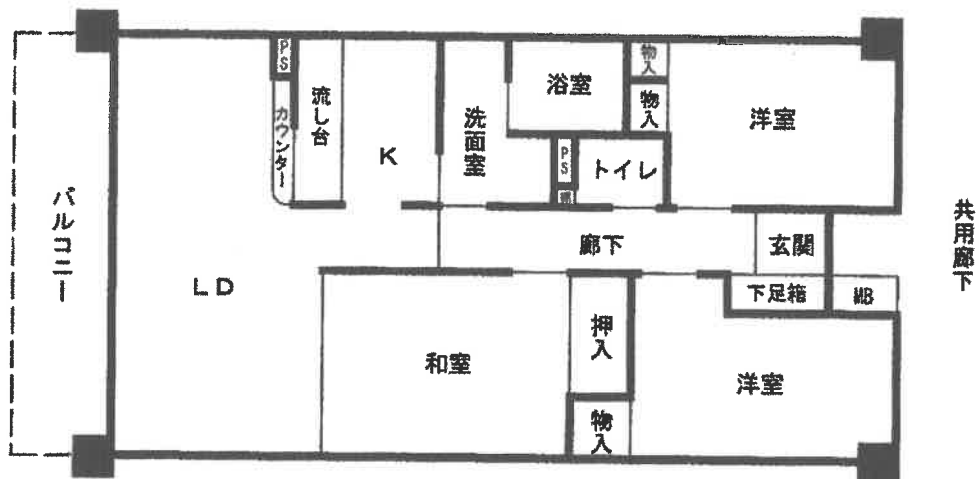 バルコニー
PS
カウンター
流し台
K
LD
洗面室
浴室
物入
物入
洋室
PS
トイレ
廊下
玄関
下足箱
MB
共用廊下
和室
押入
物入
洋室